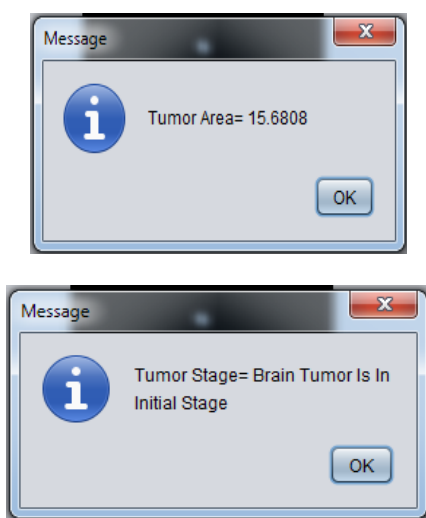 Message
x
Tumor Area= 15.6808
OK
Message
x
Tumor Stage= Brain Tumor Is In
Initial Stage
OK